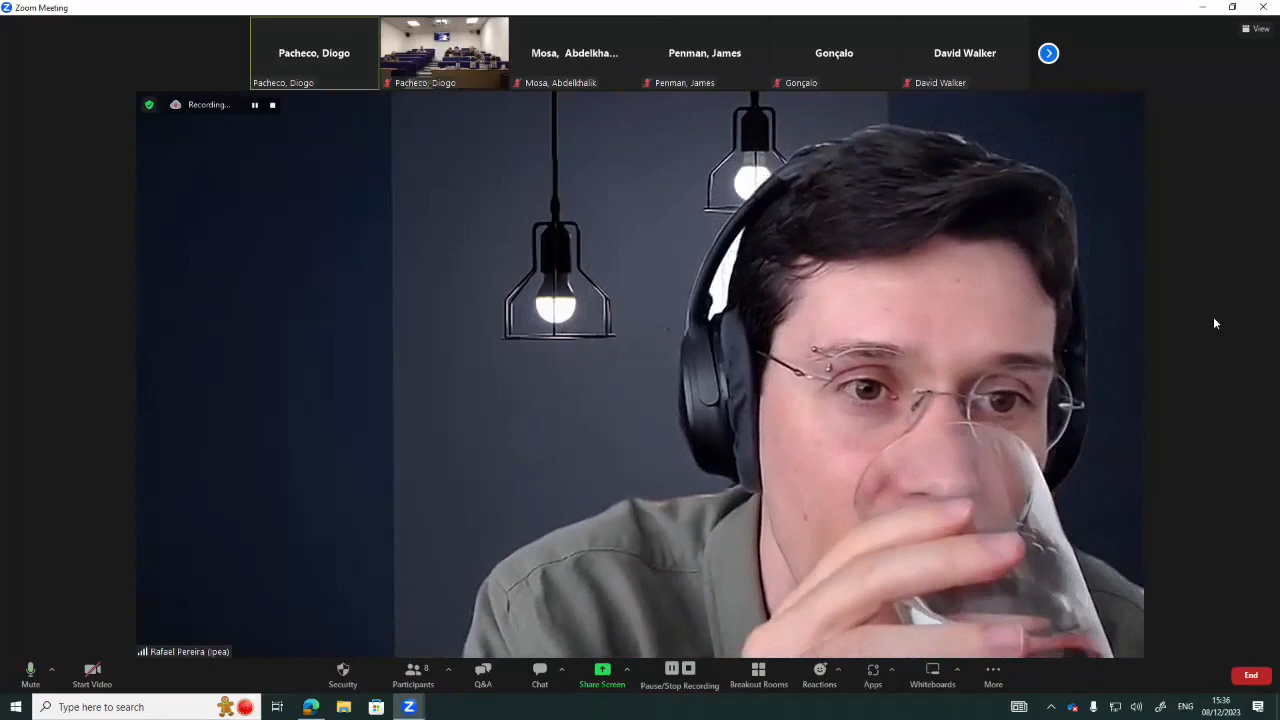 Zoom Meeting
Pacheco, Diogo
Mosa, Abdelkha...
Penman, James
Gonçalo
David Walker
View
Pacheco, Diogo
Pacheco, Diogo
Mosa, Abdelkhalik
Penman, James
Gonçalo
David Walker
Recording...
Rafael Pereira (Ipea)
8
Mute
Start Video
Security
Participants
Q&A
Chat
Share Screen
Pause/Stop Recording
Breakout Rooms
Reactions
Apps
Whiteboards
More
End
Type here to search
ENG
15:36
08/12/2023